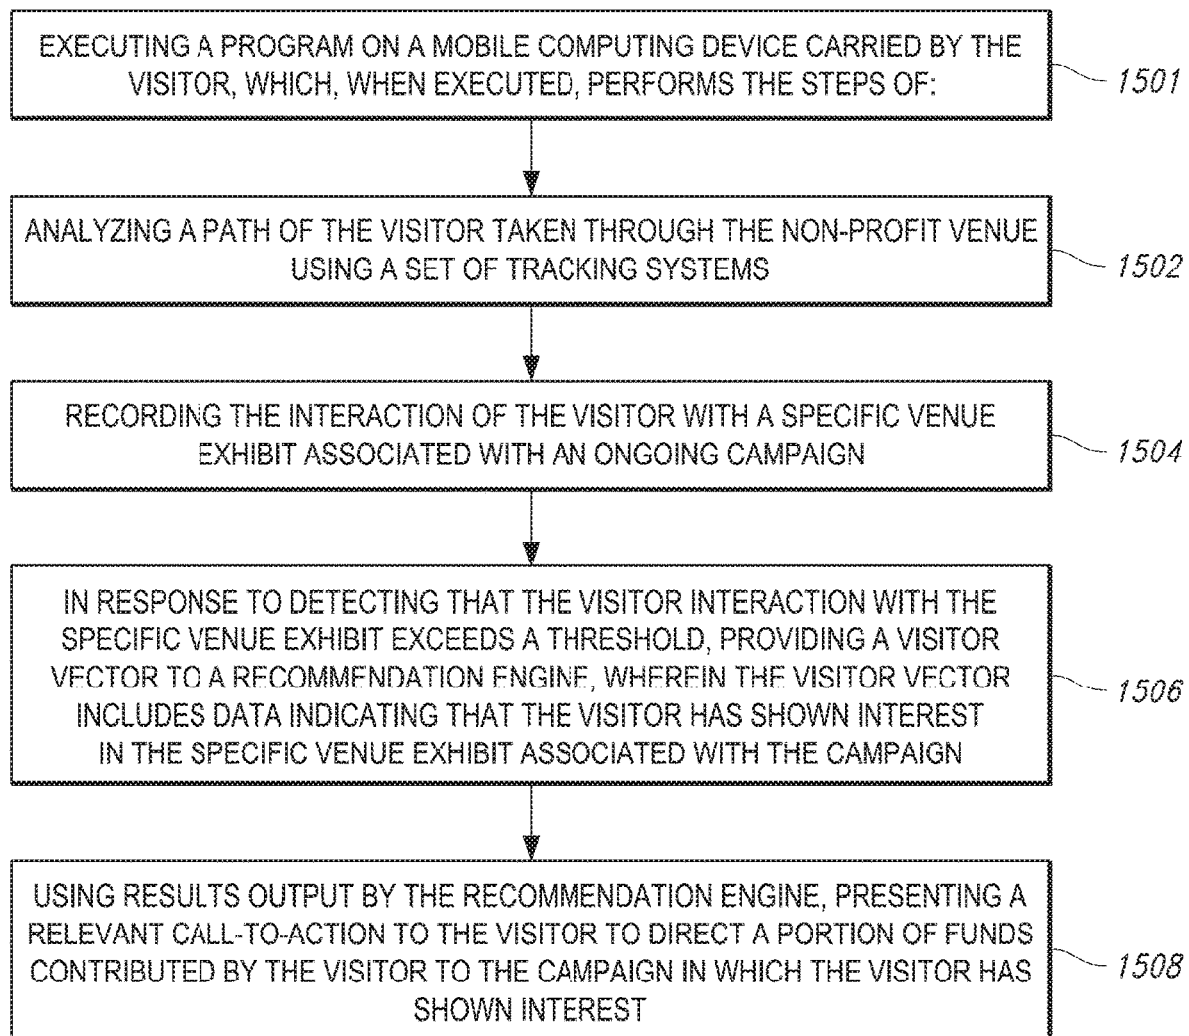 EXECUTING A PROGRAM ON A MOBILE COMPUTING DEVICE CARRIED BY THE
VISITOR, WHICH, WHEN EXECUTED, PERFORMS THE STEPS OF:
1501
ANALYZING A PATH OF THE VISITOR TAKEN THROUGH THE NON-PROFIT VENUE
USING A SET OF TRACKING SYSTEMS
1502
RECORDING THE INTERACTION OF THE VISITOR WITH A SPECIFIC VENUE
EXHIBIT ASSOCIATED WITH AN ONGOING CAMPAIGN
1504
IN RESPONSE TO DETECTING THAT THE VISITOR INTERACTION WITH THE
SPECIFIC VENUE EXHIBIT EXCEEDS A THRESHOLD, PROVIDING A VISITOR
VECTOR TO A RECOMMENDATION ENGINE, WHEREIN THE VISITOR VECTOR
INCLUDES DATA INDICATING THAT THE VISITOR HAS SHOWN INTEREST
IN THE SPECIFIC VENUE EXHIBIT ASSOCIATED WITH THE CAMPAIGN
1506
USING RESULTS OUTPUT BY THE RECOMMENDATION ENGINE, PRESENTING A
RELEVANT CALL-TO-ACTION TO THE VISITOR TO DIRECT A PORTION OF FUNDS
CONTRIBUTED BY THE VISITOR TO THE CAMPAIGN IN WHICH THE VISITOR HAS
SHOWN INTEREST
1508